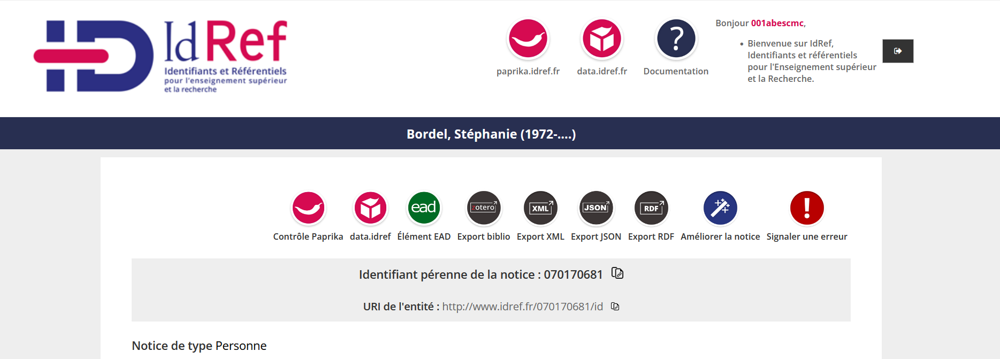 IdRef
Identifiants et Référentiels
pour l'enseignement supérieur
et la recherche
paprika.idref.fr
data.idref.fr
?
Documentation
Bonjour 001abescmc,
• Bienvenue sur IdRef,
Identifiants et référentiels
pour l'Enseignement supérieur
et la Recherche.
Bordel, Stéphanie (1972-....)
ead
zotero
XML
JSON
RDF
!
Contrôle Paprika
data.idref
Élément EAD
Export biblio
Export XML
Export JSON
Export RDF
Améliorer la notice
Signaler une erreur
Identifiant pérenne de la notice : 070170681
URI de l'entité : http://www.idref.fr/070170681/id
Notice de type Personne